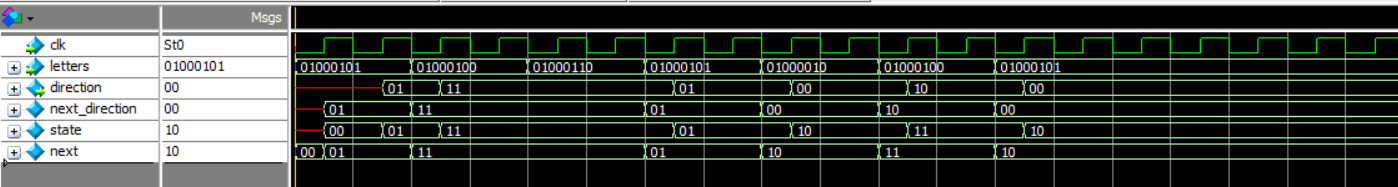 Msgs
clk St0
letters 01000101 01000101 01000100 01000110 01000101 01000010 01000100 01000101
direction 00 01 11 01 00 10 00
next_direction 00 01 11 01 00 10 00
state 10 00 01 11 01 10 11 10
next 10 00 01 11 01 10 11 10